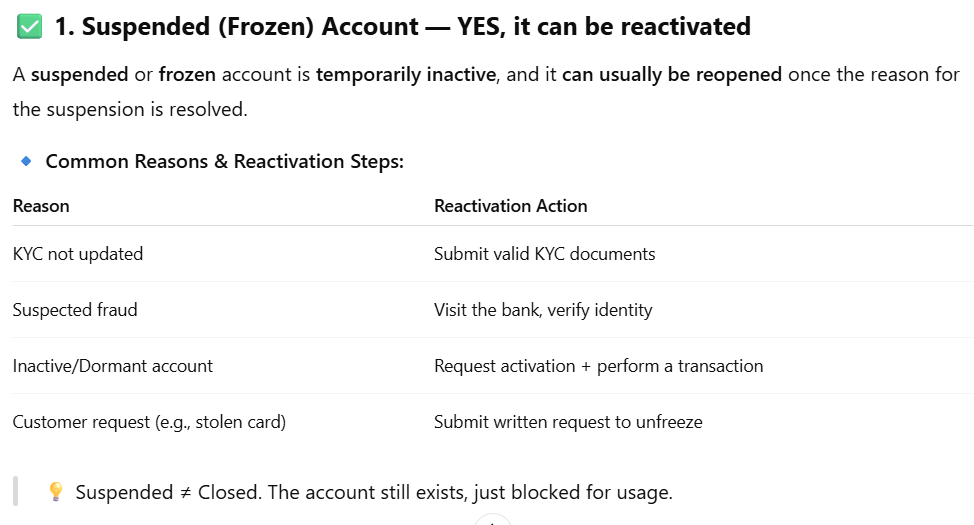 ✅ 1. Suspended (Frozen) Account — YES, it can be reactivated
A suspended or frozen account is temporarily inactive, and it can usually be reopened once the reason for
the suspension is resolved.
🔹 Common Reasons & Reactivation Steps:
Reason Reactivation Action
KYC not updated Submit valid KYC documents
Suspected fraud Visit the bank, verify identity
Inactive/Dormant account Request activation + perform a transaction
Customer request (e.g., stolen card) Submit written request to unfreeze
💡 Suspended ≠ Closed. The account still exists, just blocked for usage.